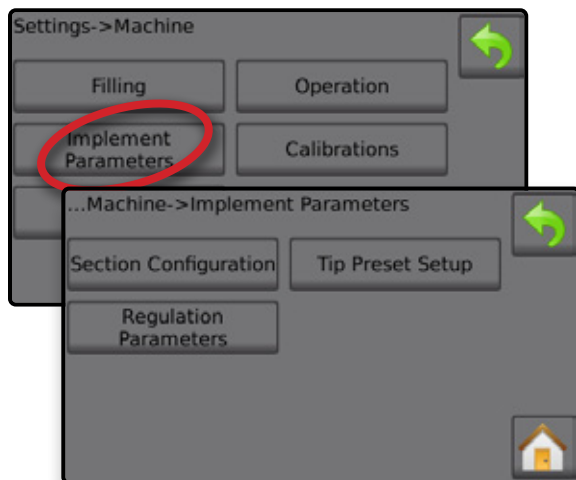 Settings->Machine
Filling
Operation
Implement
Parameters
Calibrations
...Machine->Implement Parameters
Section Configuration
Tip Preset Setup
Regulation
Parameters